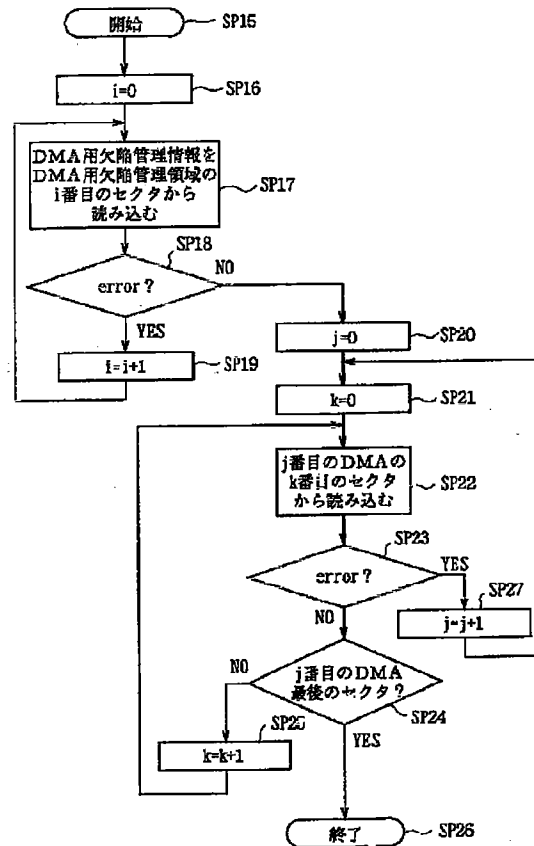 開始
SP15
i=0
SP16
DMA用欠陥管理情報を
DMA用欠陥管理領域の
i番目のセクタから
読み込む
SP17
SP18
error?
NO
YES
i=i+1
SP19
j=0
SP20
k=0
SP21
j番目のDMAの
k番目のセクタ
から読み込む
SP22
SP23
error?
YES
NO
SP27
j=j+1
j番目のDMA
最後のセクタ?
NO
SP24
SP25
k=k+1
YES
終了
SP26